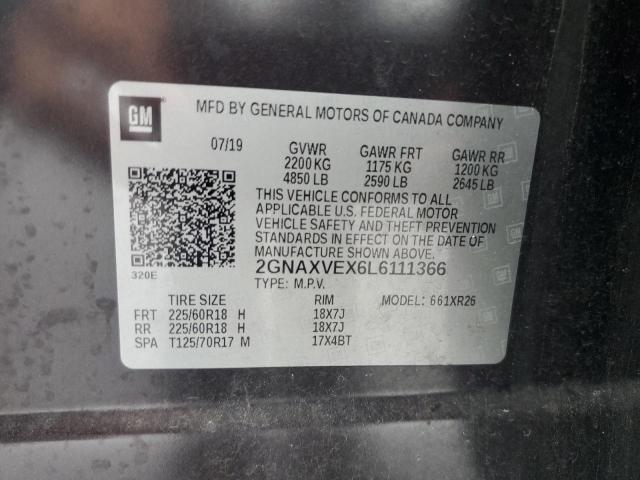 GM
MFD BY GENERAL MOTORS OF CANADA COMPANY
07/19 GVWR GAWR FRT GAWR RR
2200 KG 1175 KG 1200 KG
4850 LB 2590 LB 2645 LB
THIS VEHICLE CONFORMS TO ALL
APPLICABLE U.S. FEDERAL MOTOR
VEHICLE SAFETY AND THEFT PREVENTION
STANDARDS IN EFFECT ON THE DATE OF
MANUFACTURE SHOWN ABOVE.
320E 2GNAXVEX6L6111366
TYPE: M.P.V.
TIRE SIZE RIM MODEL: 661XR26
FRT 225/60R18 H 18X7J
RR 225/60R18 H 18X7J
SPA T125/70R17 M 17X4BT